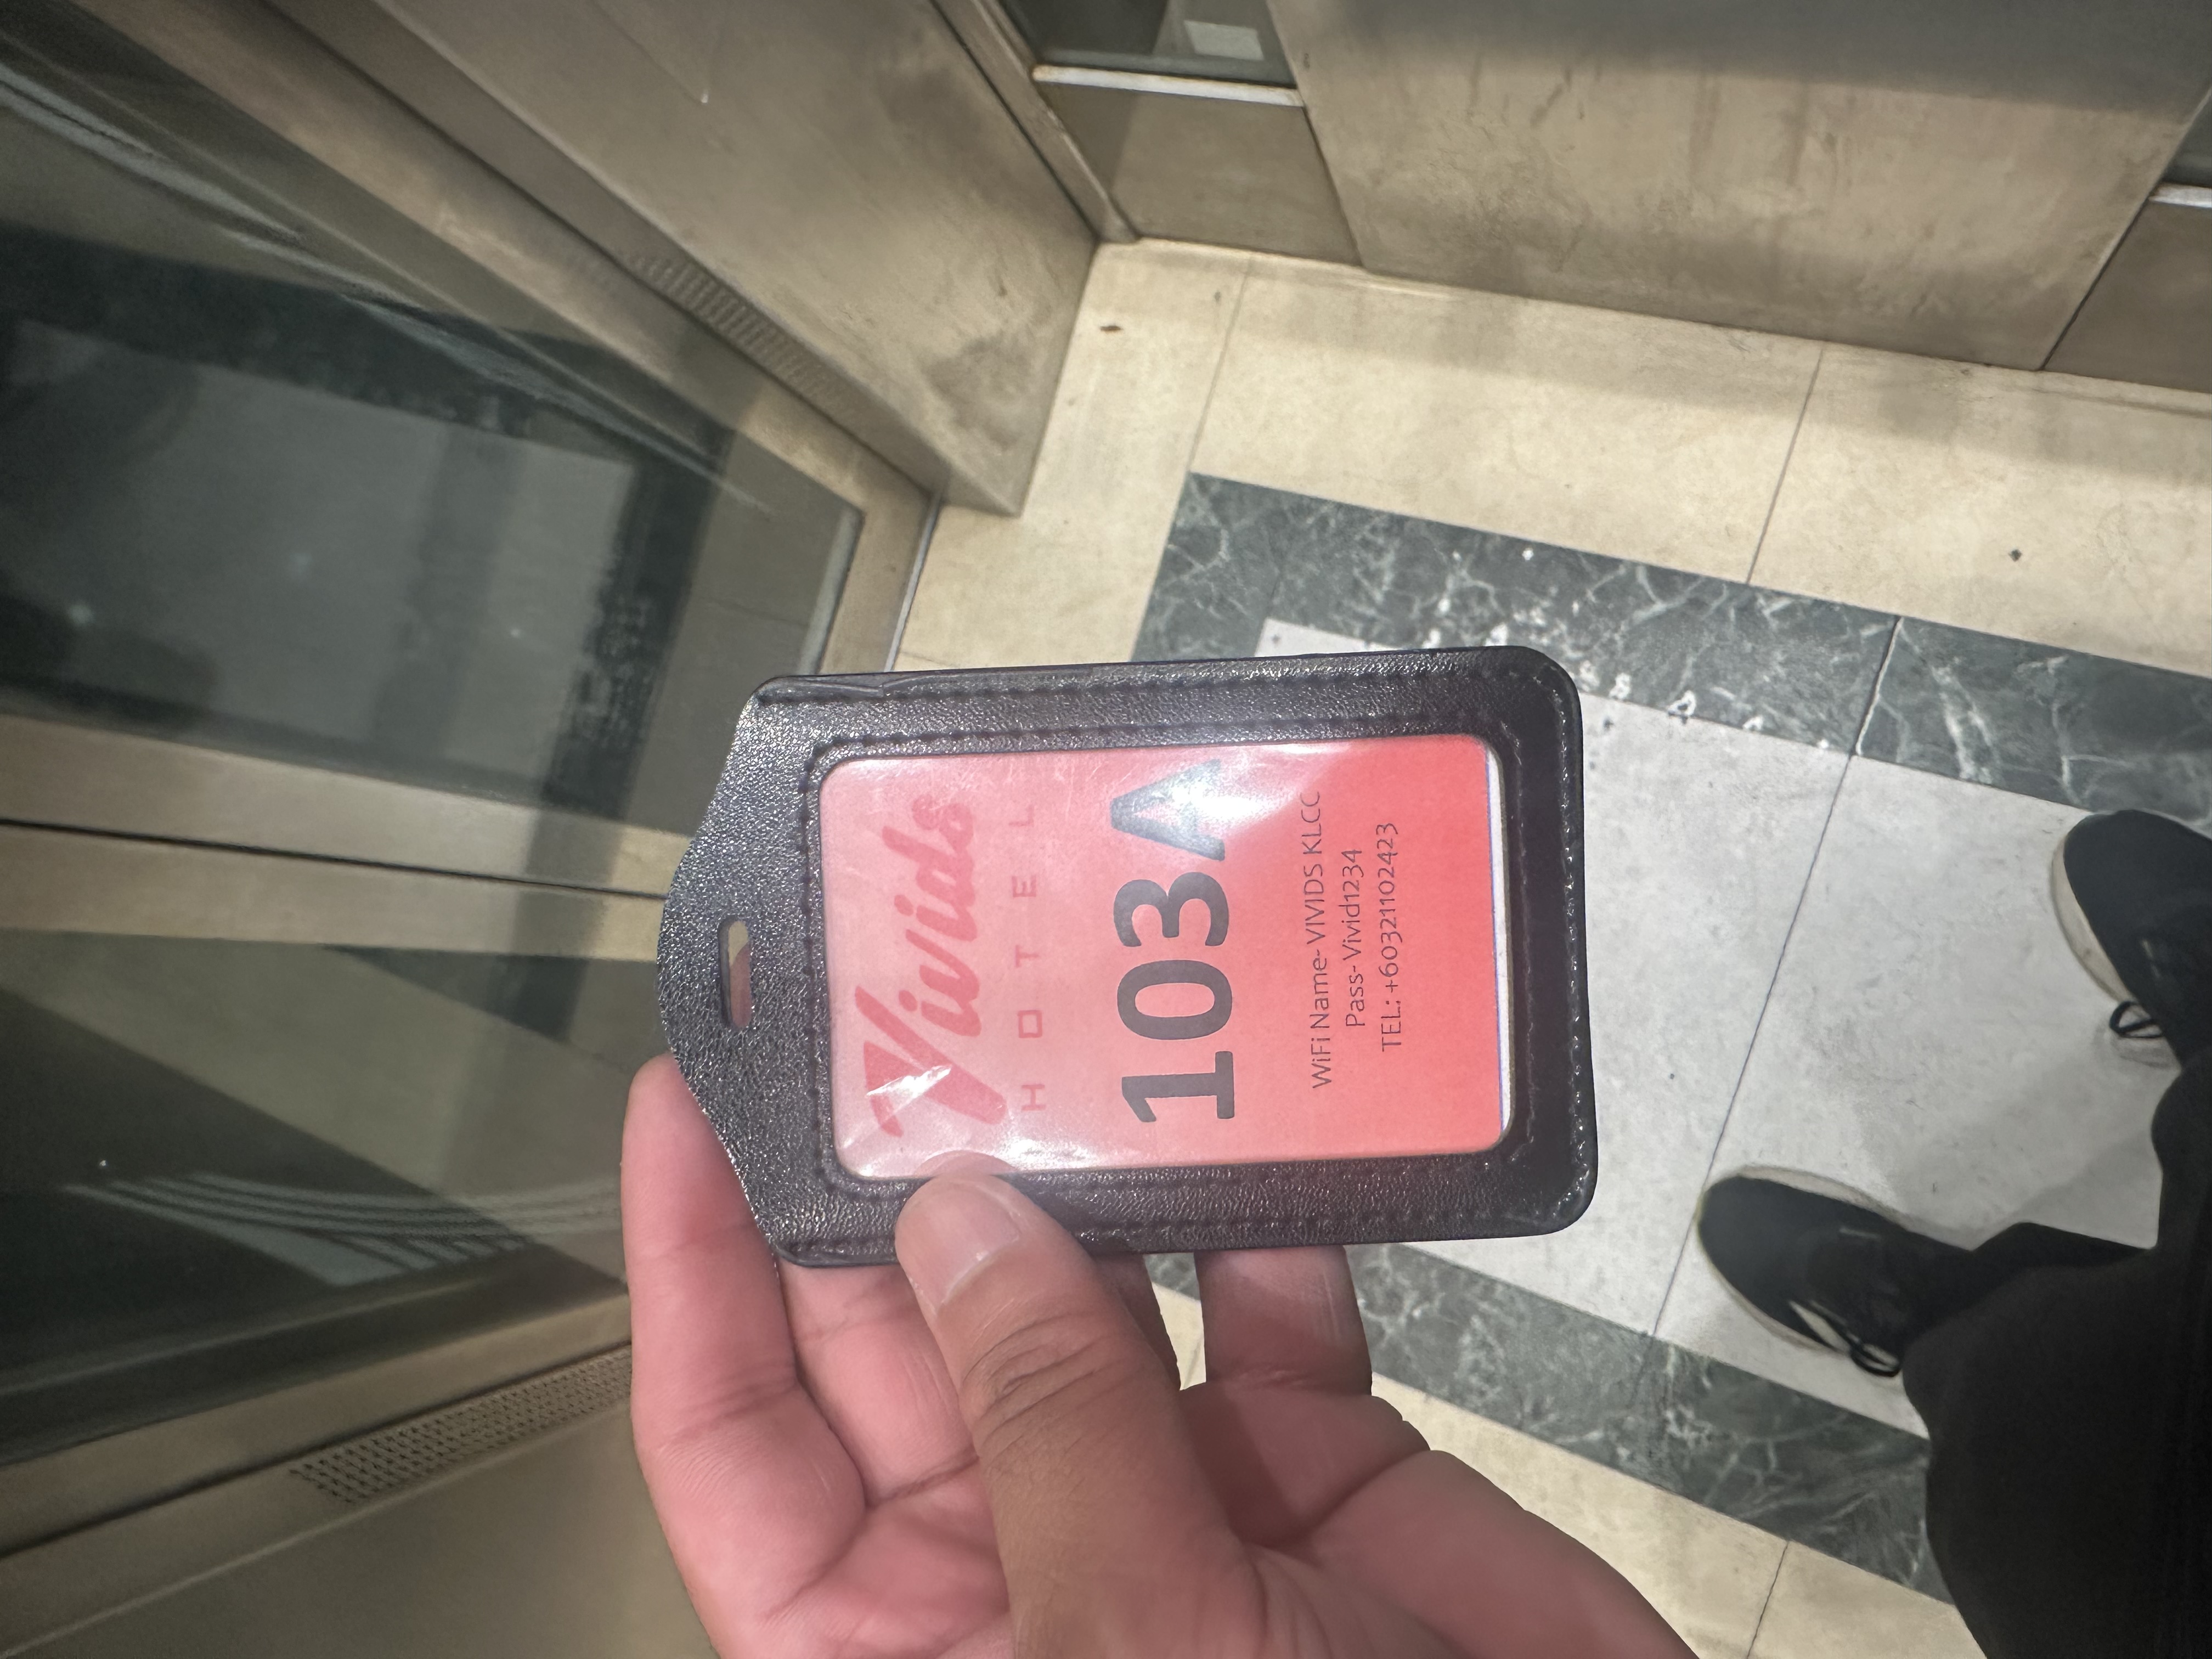 Vivids
HOTEL
103A
WiFi Name- VIVIDS KLCC
Pass- Vivid1234
TEL: +60321102423